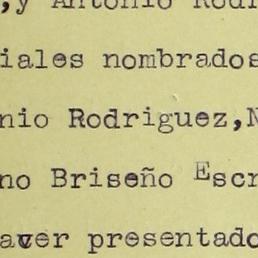 ,y Antonio Rodr
iales nombrados
nio Rodriguez,N
no Briseño Escr
aver presentado